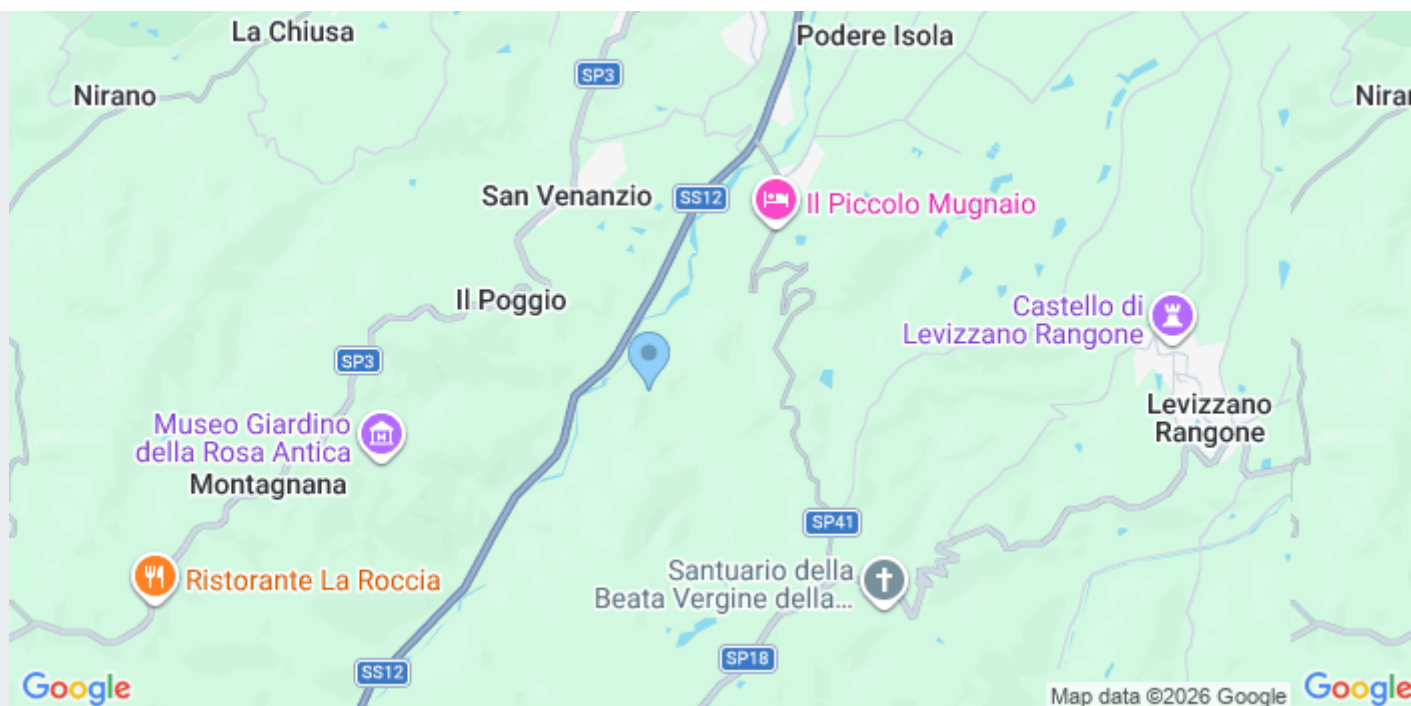 La Chiusa
Podere Isola
SP3
Nirano
Nirar
San Venanzio
SS12
Il Piccolo Mugnaio
Il Poggio
Castello di
Levizzano Rangone
SP3
Levizzano
Rangone
Museo Giardino
della Rosa Antica
Montagnana
SP41
Santuario della
Beata Vergine della...
Ristorante La Roccia
SP18
SS12
Google
Map data ©2026 Google
Google